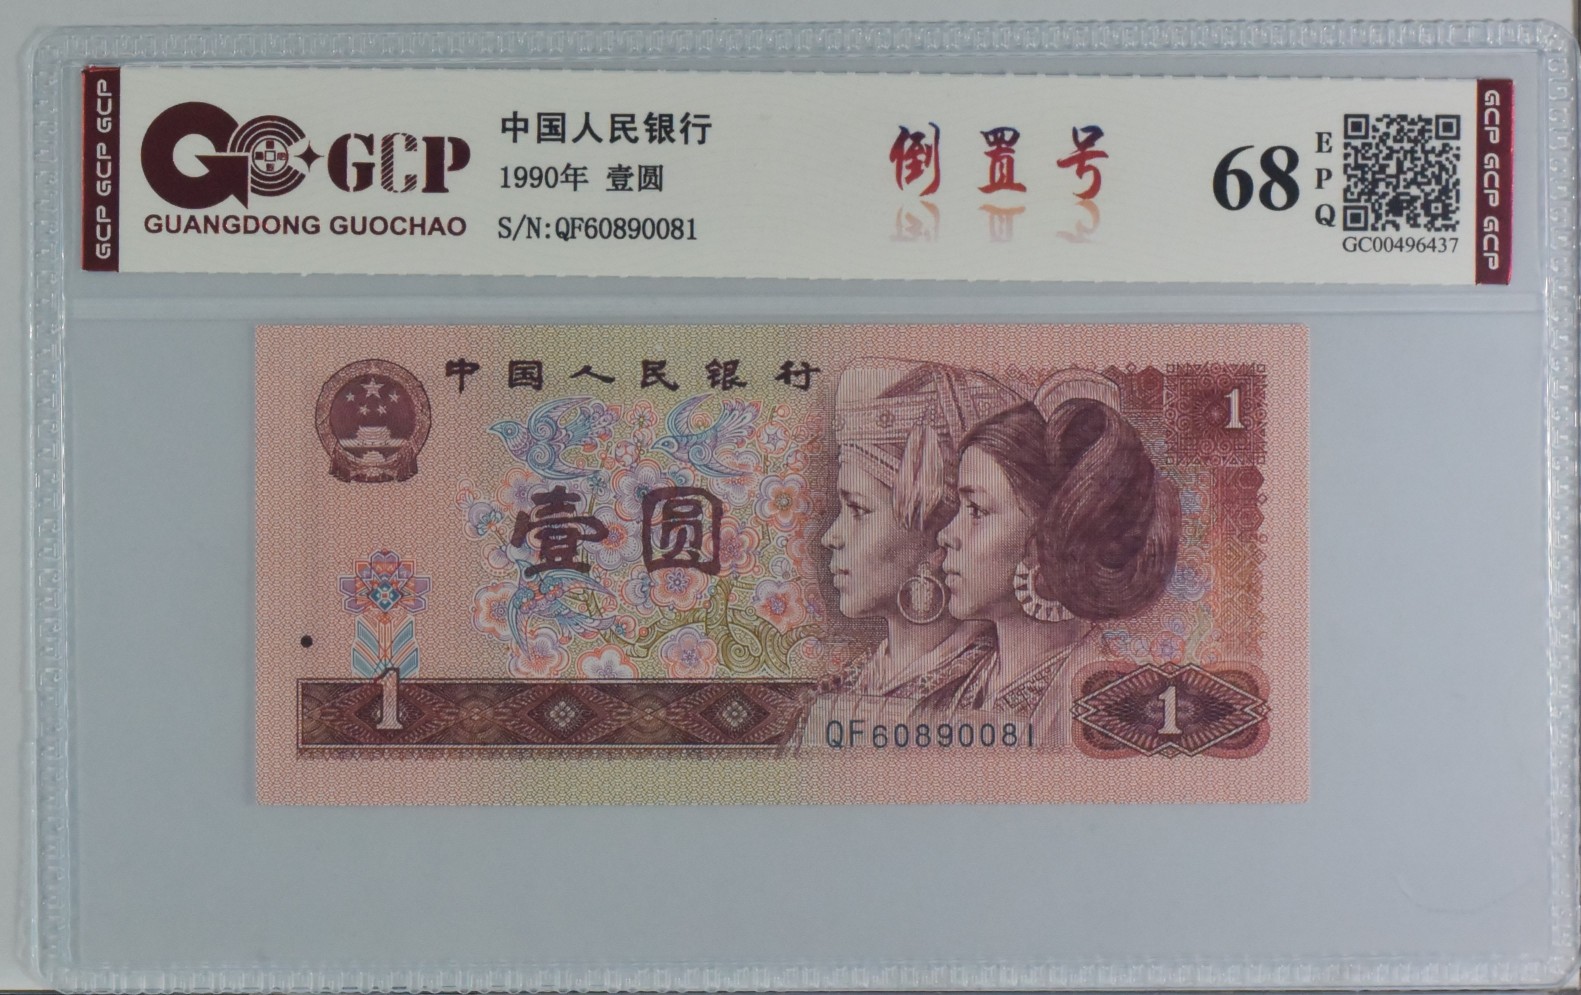 GCP GCP GCP
GCP
GUANGDONG GUOCHAO
中国人民银行
1990年 壹圆
S/N:QF60890081
倒置号
68
EPQ
GC00496437
GCP GCP GCP
中国人民银行
1
壹圆
1
QF60890081
1